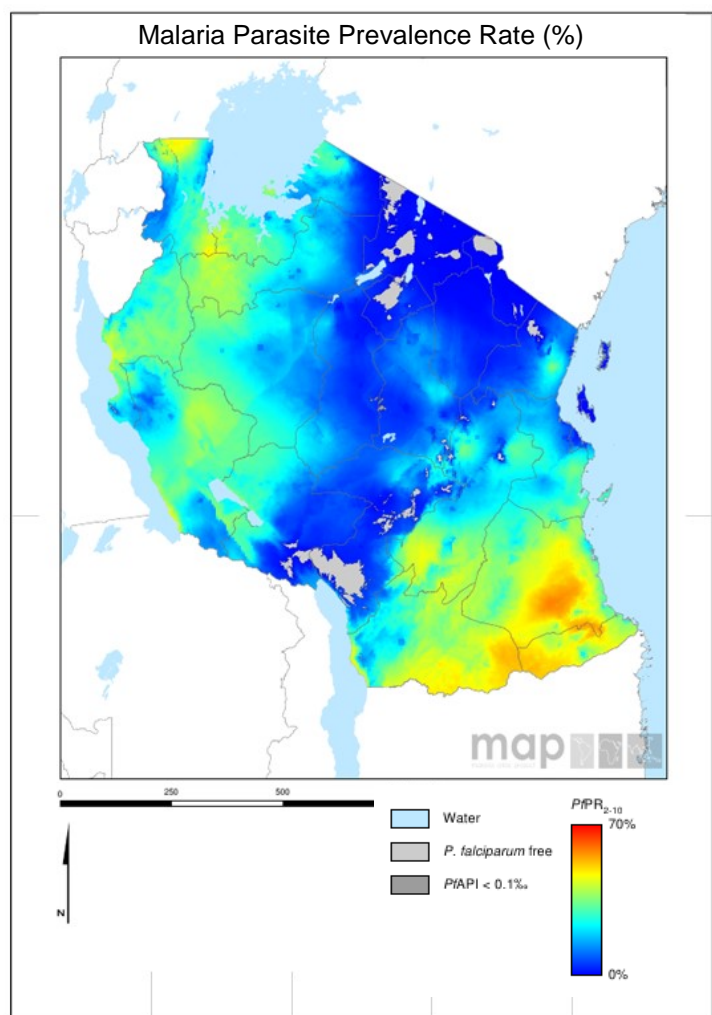 Malaria Parasite Prevalence Rate (%)
map
0
250
500
N
Water
P. falciparum free
PfAPI < 0.1‰
PfPR2-10
70%
0%